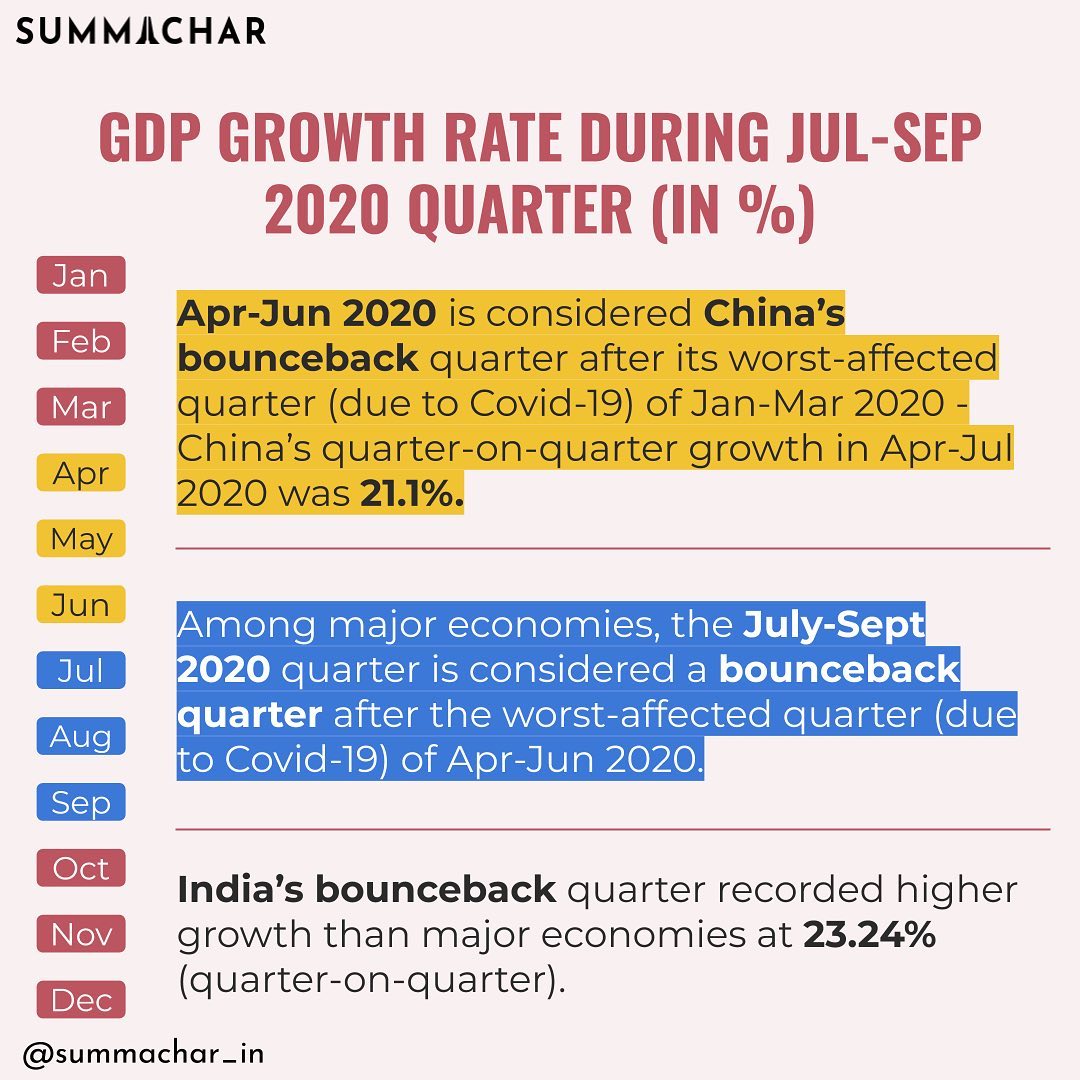 SUMMACHAR
GDP GROWTH RATE DURING JUL-SEP
2020 QUARTER (IN %)
Jan
Feb
Mar
Apr
May
Jun
Jul
Aug
Sep
Oct
Nov
Dec
Apr-Jun 2020 is considered China’s
bounceback quarter after its worst-affected
quarter (due to Covid-19) of Jan-Mar 2020 -
China’s quarter-on-quarter growth in Apr-Jul
2020 was 21.1%.
Among major economies, the July-Sept
2020 quarter is considered a bounceback
quarter after the worst-affected quarter (due
to Covid-19) of Apr-Jun 2020.
India’s bounceback quarter recorded higher
growth than major economies at 23.24%
(quarter-on-quarter).
@summachar_in